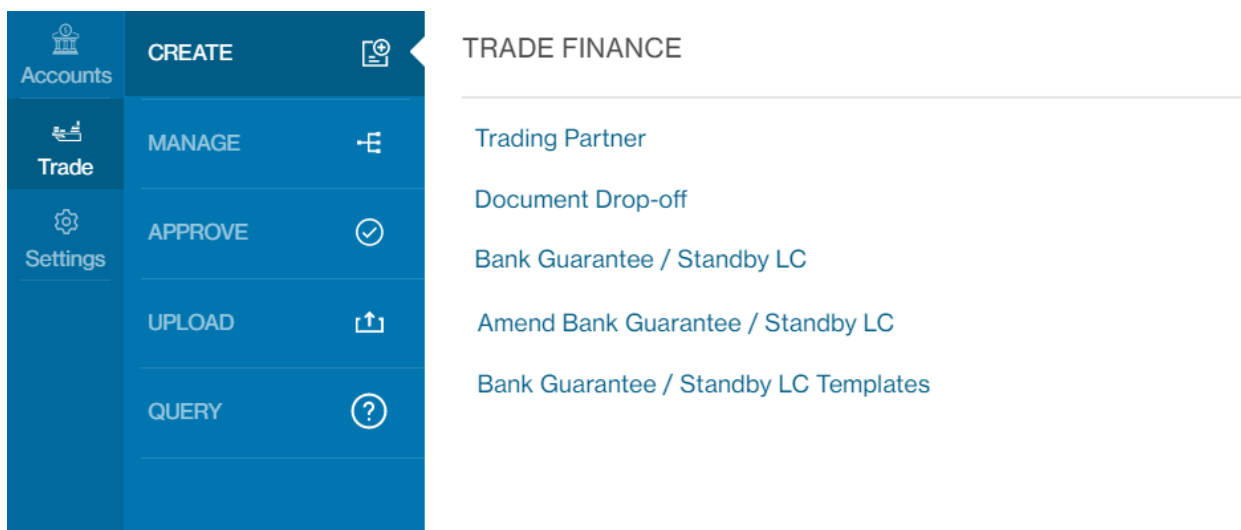 Accounts
Trade
Settings
CREATE
MANAGE
APPROVE
UPLOAD
QUERY
TRADE FINANCE
Trading Partner
Document Drop-off
Bank Guarantee / Standby LC
Amend Bank Guarantee / Standby LC
Bank Guarantee / Standby LC Templates